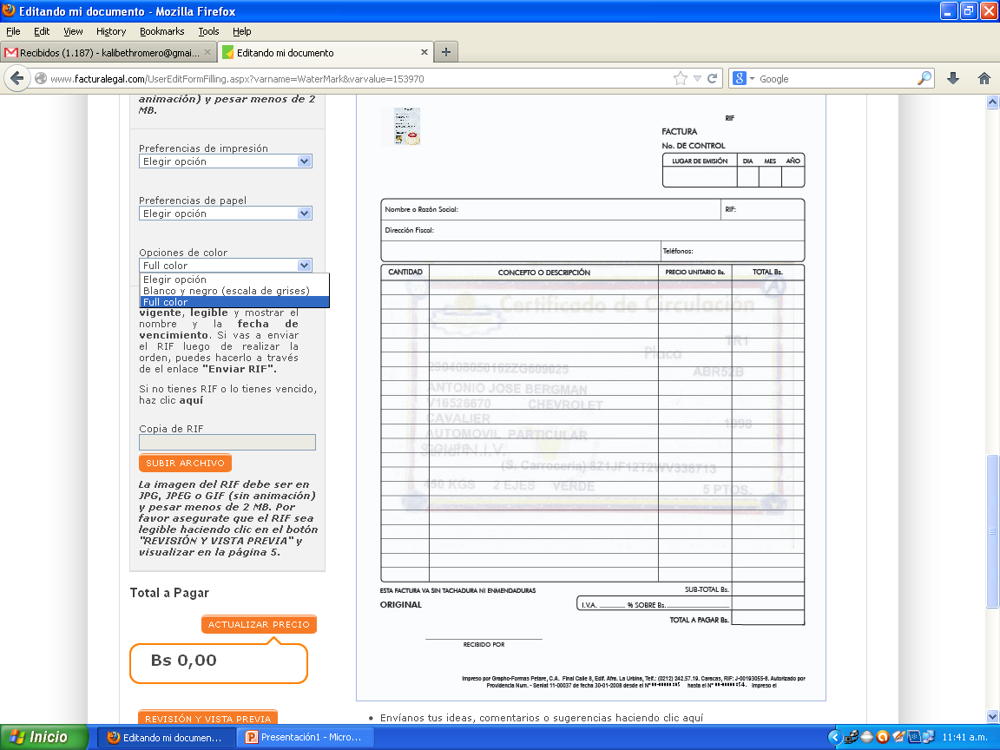 Editando mi documento - Mozilla Firefox
File Edit View History Bookmarks Tools Help
Recibidos (1.187) - kalibethromero@gmai...
Editando mi documento
www.facturalegal.com/UserEditFormFilling.aspx?varname=WaterMark&varvalue=153970
Google
animación) y pesar menos de 2
MB.
Preferencias de impresión
Elegir opción
Preferencias de papel
Elegir opción
Opciones de color
Full color
Elegir opción
Blanco y negro (escala de grises)
Full color
vigente, legible y mostrar el
nombre y la fecha de
vencimiento. Si vas a enviar
el RIF luego de realizar la
orden, puedes hacerlo a través
de el enlace "Enviar RIF".
Si no tienes RIF o lo tienes vencido,
haz clic aquí
Copia de RIF
SUBIR ARCHIVO
La imagen del RIF debe ser en
JPG, JPEG o GIF (sin animación)
y pesar menos de 2 MB. Por
favor asegurate que el RIF sea
legible haciendo clic en el botón
"REVISIÓN Y VISTA PREVIA" y
visualizar en la página 5.
Total a Pagar
ACTUALIZAR PRECIO
Bs 0,00
REVISIÓN Y VISTA PREVIA
RIF
FACTURA
No. DE CONTROL
LUGAR DE EMISIÓN DIA MES AÑO
Nombre o Razón Social: RIF:
Dirección Fiscal:
Teléfonos:
CANTIDAD CONCEPTO O DESCRIPCIÓN PRECIO UNITARIO Bs. TOTAL Bs.
Certificado de Circulación
TR1
Placa
ABR52B
ANTONIO JOSE BERGMAN
V16526670 CHEVROLET
CAVALIER
1998
AUTOMOVIL PARTICULAR
(S. Carroceria) 8Z1JF12T2WV338713
450 KGS 2 EJES VERDE 5 PTOS.
ESTA FACTURA VA SIN TACHADURA NI ENMENDADURAS
SUB-TOTAL Bs.
ORIGINAL
I.V.A. ________ % SOBRE Bs.
TOTAL A PAGAR Bs.
RECIBIDO POR
Impreso por Grapho-Formas Petare, C.A. Final Calle 8, Edif. Afra. La Urbina, Telf.: (0212) 242.57.19. Caracas, RIF: J-00193055-8. Autorizado por
Providencia Num. - Seniat 11-00037 de fecha 30-01-2008 desde el N° hasta el N° Impreso el
Envíanos tus ideas, comentarios o sugerencias haciendo clic aquí
Inicio
Editando mi documen...
Presentación1 - Micro...
11:41 a.m.